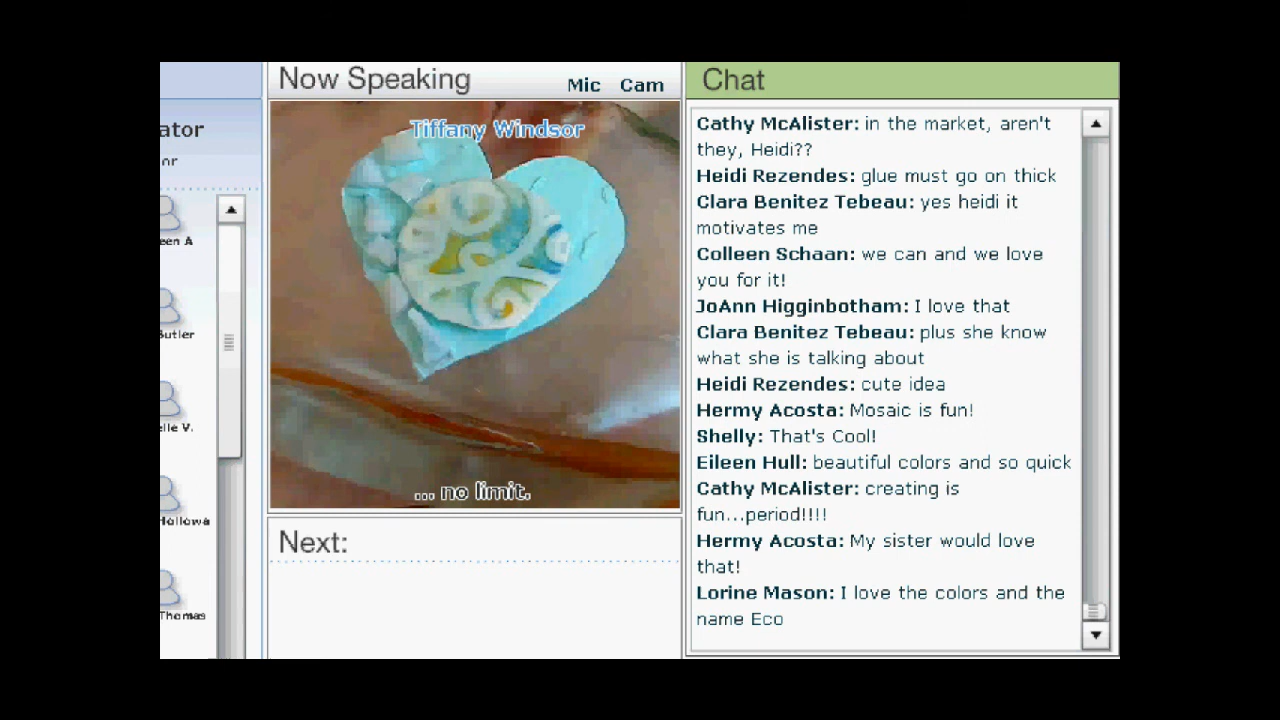 ator
or
een A
Butler
elle V.
Hollowa
Thomas
Now Speaking Mic Cam
Tiffany Windsor
... no limit.
Next:
Chat
Cathy McAlister: in the market, aren't
they, Heidi??
Heidi Rezendes: glue must go on thick
Clara Benitez Tebeau: yes heidi it
motivates me
Colleen Schaan: we can and we love
you for it!
JoAnn Higginbotham: I love that
Clara Benitez Tebeau: plus she know
what she is talking about
Heidi Rezendes: cute idea
Hermy Acosta: Mosaic is fun!
Shelly: That's Cool!
Eileen Hull: beautiful colors and so quick
Cathy McAlister: creating is
fun...period!!!!
Hermy Acosta: My sister would love
that!
Lorine Mason: I love the colors and the
name Eco